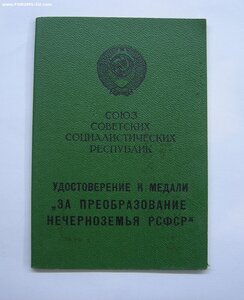 СОЮЗ
СОВЕТСКИХ
СОЦИАЛИСТИЧЕСКИХ
РЕСПУБЛИК
УДОСТОВЕРЕНИЕ К МЕДАЛИ
„ЗА ПРЕОБРАЗОВАНИЕ
НЕЧЕРНОЗЕМЬЯ РСФСР“